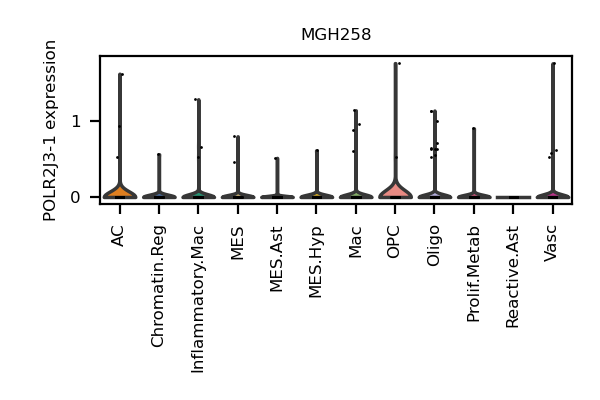 MGH258
POLR2J3-1 expression
1
0
AC
Chromatin.Reg
Inflammatory.Mac
MES
MES.Ast
MES.Hyp
Mac
OPC
Oligo
Prolif.Metab
Reactive.Ast
Vasc